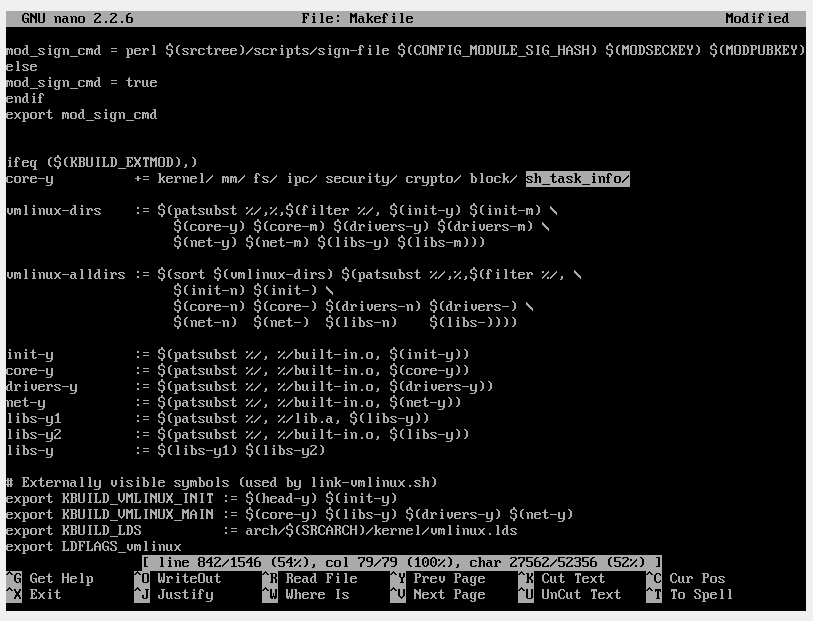 GNU nano 2.2.6 File: Makefile Modified
mod_sign_cmd = perl $(srctree)/scripts/sign-file $(CONFIG_MODULE_SIG_HASH) $(MODSECKEY) $(MODPUBKEY)
else
mod_sign_cmd = true
endif
export mod_sign_cmd
ifeq ($(KBUILD_EXTMOD),)
core-y += kernel/ mm/ fs/ ipc/ security/ crypto/ block/ sh_task_info/
vmlinux-dirs := $(patsubst %/,%,$(filter %/, $(init-y) $(init-m) \
$(core-y) $(core-m) $(drivers-y) $(drivers-m) \
$(net-y) $(net-m) $(libs-y) $(libs-m)))
vmlinux-alldirs := $(sort $(vmlinux-dirs) $(patsubst %/,%,$(filter %/, \
$(init-n) $(init-) \
$(core-n) $(core-) $(drivers-n) $(drivers-) \
$(net-n) $(net-) $(libs-n) $(libs-))))
init-y := $(patsubst %/, %/built-in.o, $(init-y))
core-y := $(patsubst %/, %/built-in.o, $(core-y))
drivers-y := $(patsubst %/, %/built-in.o, $(drivers-y))
net-y := $(patsubst %/, %/built-in.o, $(net-y))
libs-y1 := $(patsubst %/, %/lib.a, $(libs-y))
libs-y2 := $(patsubst %/, %/built-in.o, $(libs-y))
libs-y := $(libs-y1) $(libs-y2)
# Externally visible symbols (used by link-vmlinux.sh)
export KBUILD_VMLINUX_INIT := $(head-y) $(init-y)
export KBUILD_VMLINUX_MAIN := $(core-y) $(libs-y) $(drivers-y) $(net-y)
export KBUILD_LDS := arch/$(SRCARCH)/kernel/vmlinux.lds
export LDFLAGS_vmlinux
[ line 842/1546 (54%), col 79/79 (100%), char 27562/52356 (52%) ]
^G Get Help ^O WriteOut ^R Read File ^Y Prev Page ^K Cut Text ^C Cur Pos
^X Exit ^J Justify ^W Where Is ^V Next Page ^U UnCut Text ^T To Spell